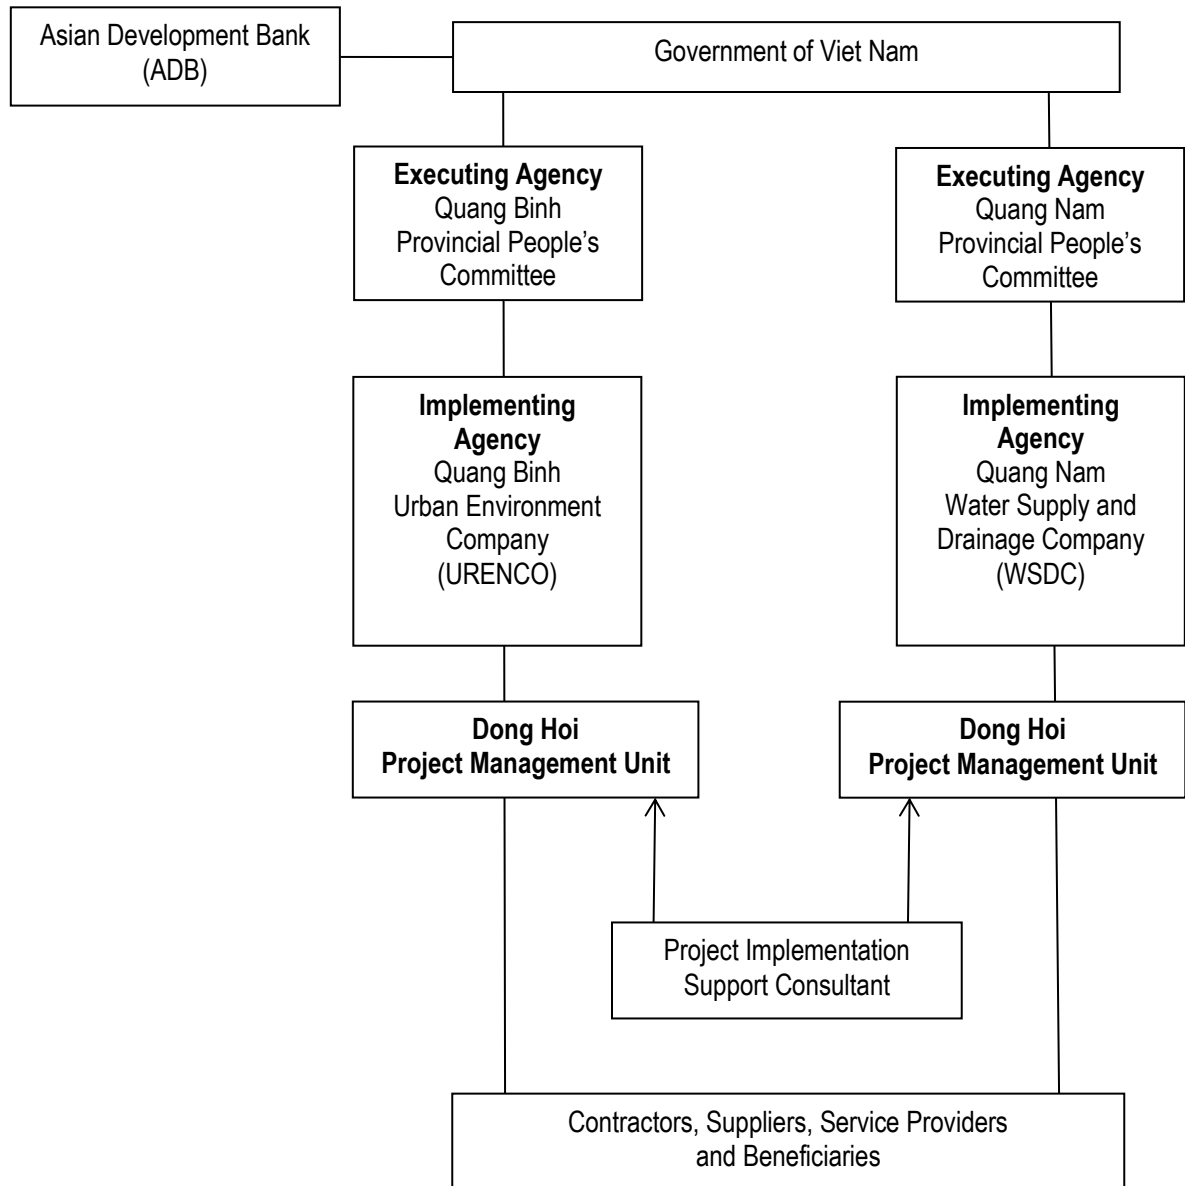 Asian Development Bank
(ADB)
Government of Viet Nam
Executing Agency
Quang Binh
Provincial People’s
Committee
Executing Agency
Quang Nam
Provincial People’s
Committee
Implementing
Agency
Quang Binh
Urban Environment
Company
(URENCO)
Implementing
Agency
Quang Nam
Water Supply and
Drainage Company
(WSDC)
Dong Hoi
Project Management Unit
Dong Hoi
Project Management Unit
Project Implementation
Support Consultant
Contractors, Suppliers, Service Providers
and Beneficiaries